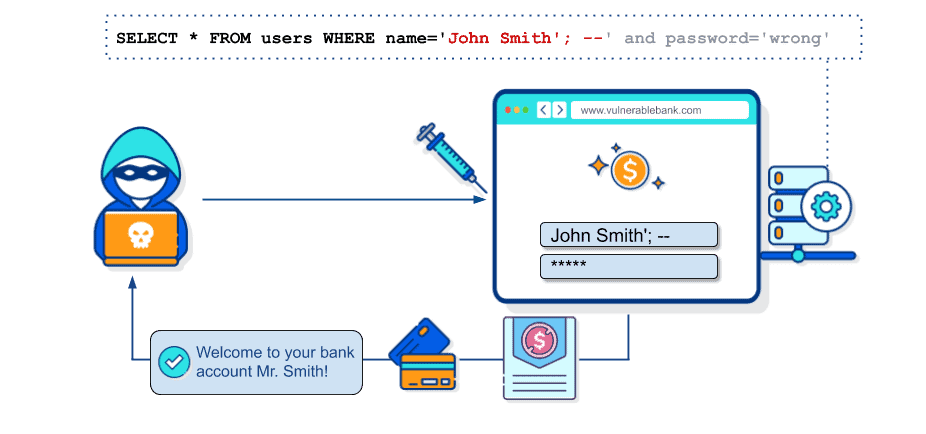 SELECT * FROM users WHERE name='John Smith'; --' and password='wrong'
www.vulnerablebank.com
$
John Smith'; --
*****
$
Welcome to your bank
account Mr. Smith!